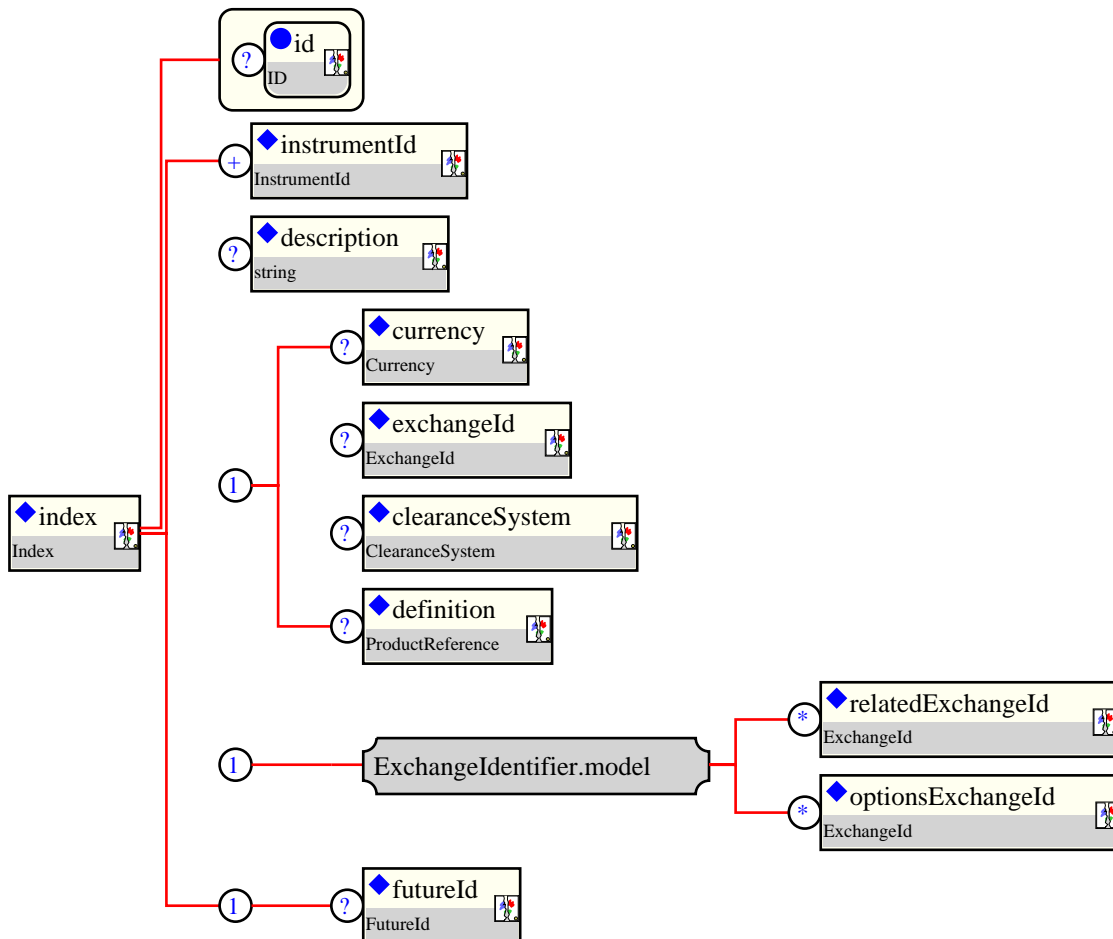 ?
id
ID
+
instrumentId
InstrumentId
?
description
string
?
currency
Currency
?
exchangeId
ExchangeId
1
index
Index
?
clearanceSystem
ClearanceSystem
?
definition
ProductReference
*
relatedExchangeId
ExchangeId
1
ExchangeIdentifier.model
*
optionsExchangeId
ExchangeId
1
?
futureId
FutureId